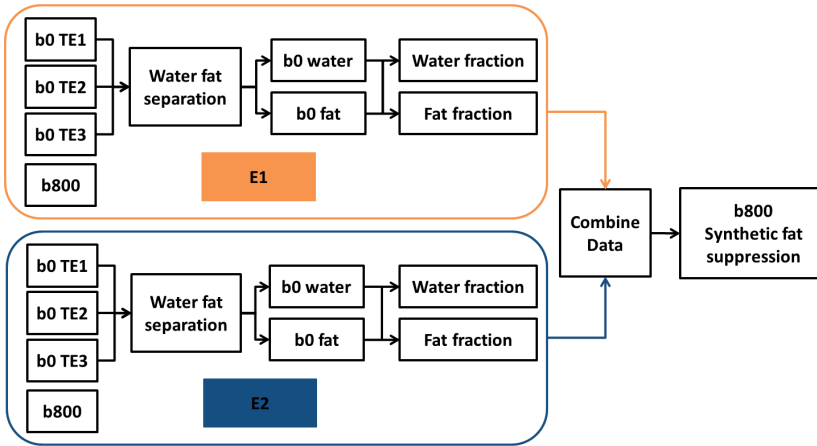 b0 TE1
b0 TE2
b0 TE3
b800
Water fat
separation
b0 water
b0 fat
Water fraction
Fat fraction
E1
b0 TE1
b0 TE2
b0 TE3
b800
Water fat
separation
b0 water
b0 fat
Water fraction
Fat fraction
E2
Combine
Data
b800
Synthetic fat
suppression